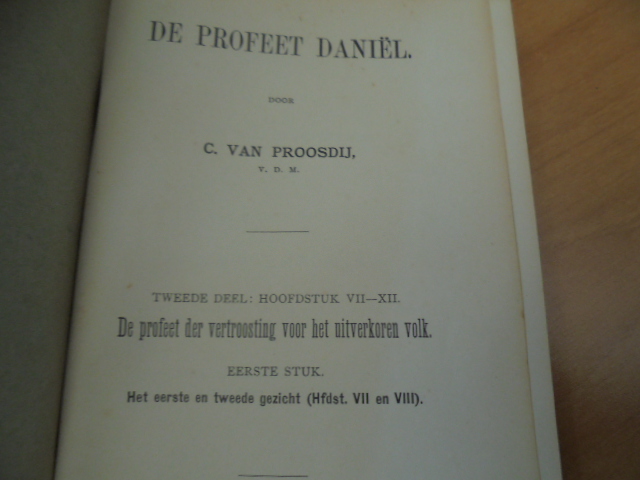 DE PROFEET DANIËL.
DOOR
C. VAN PROOSDIJ,
V. D. M.
TWEEDE DEEL: HOOFDSTUK VII—XII.
De profeet der vertroosting voor het uitverkoren volk.
EERSTE STUK.
Het eerste en tweede gezicht (Hfdst. VII en VIII).